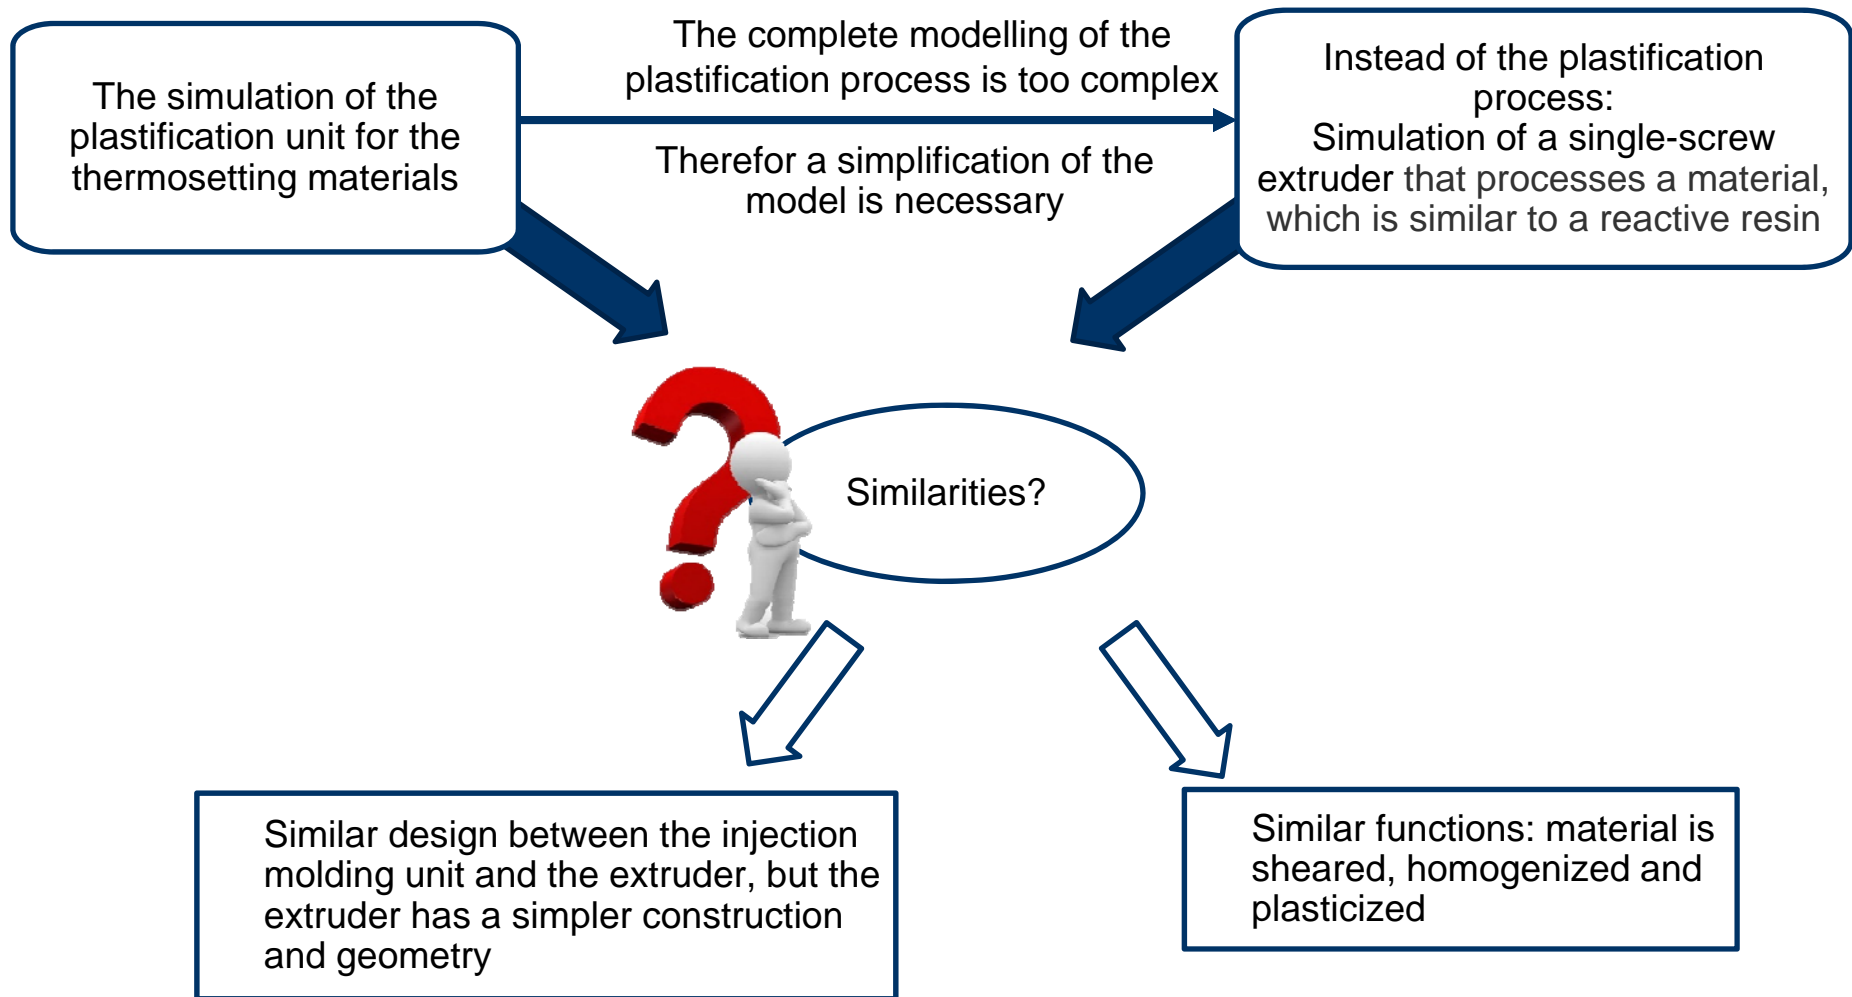 The simulation of the
plastification unit for the
thermosetting materials
The complete modelling of the
plastification process is too complex
Therefor a simplification of the
model is necessary
Instead of the plastification
process:
Simulation of a single-screw
extruder that processes a material,
which is similar to a reactive resin
Similarities?
Similar design between the injection
molding unit and the extruder, but the
extruder has a simpler construction
and geometry
Similar functions: material is
sheared, homogenized and
plasticized